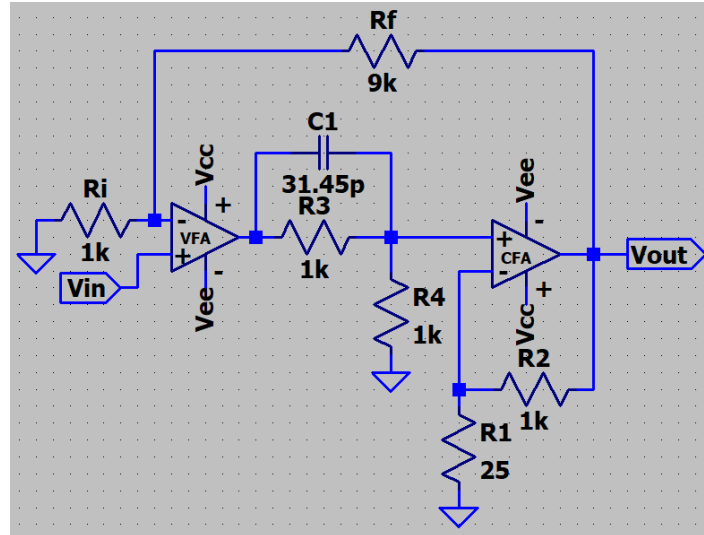 Rf
9k
C1
31.45p
R3
1k
Ri
1k
Vcc
+
-
VFA
+
-
Vee
Vin
R4
1k
Vee
-
+
CFA
-
+
Vcc
Vout
R2
1k
R1
25